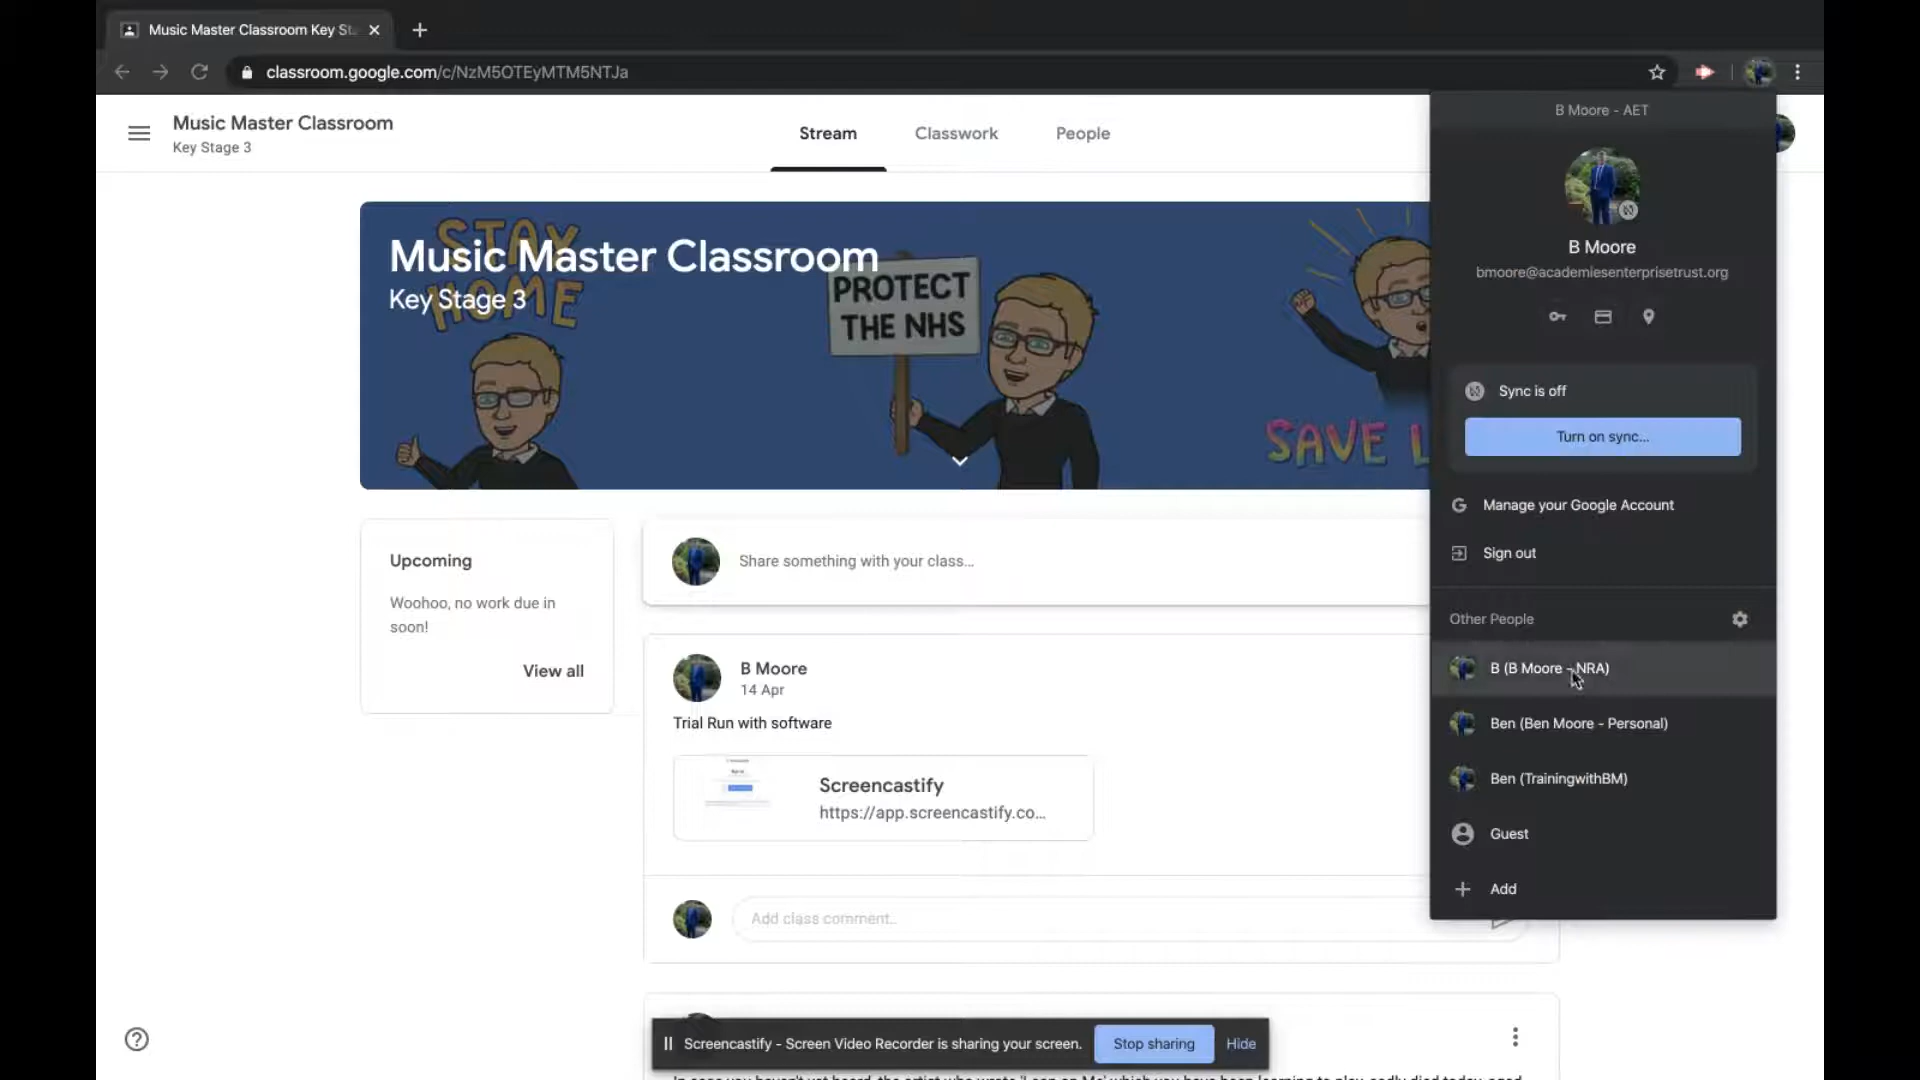 Music Master Classroom Key St
classroom.google.com/c/NzM5OTEyMTM5NTJa
Music Master Classroom
Key Stage 3
Stream
Classwork
People
STAY HOME
Music Master Classroom
Key Stage 3
PROTECT
THE NHS
SAVE L
Upcoming
Woohoo, no work due in
soon!
View all
Share something with your class...
B Moore
14 Apr
Trial Run with software
Screencastify
https://app.screencastify.co...
Add class comment...
B Moore - AET
B Moore
bmoore@academiesenterprisetrust.org
Sync is off
Turn on sync...
Manage your Google Account
Sign out
Other People
B (B Moore - NRA)
Ben (Ben Moore - Personal)
Ben (TrainingwithBM)
Guest
Add
Screencastify - Screen Video Recorder is sharing your screen.
Stop sharing
Hide